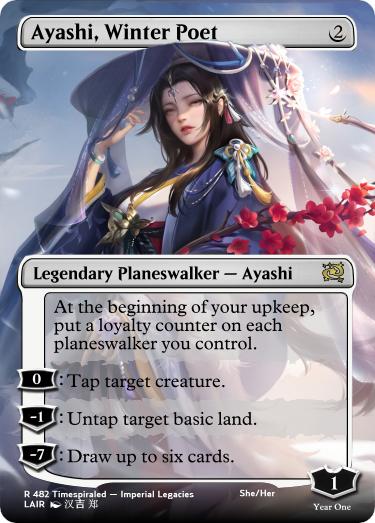 Ayashi, Winter Poet 2
Legendary Planeswalker — Ayashi
At the beginning of your upkeep,
put a loyalty counter on each
planeswalker you control.
0 : Tap target creature.
-1 : Untap target basic land.
-7 : Draw up to six cards.
1
R 482 Timespiraled — Imperial Legacies She/Her
LAIR 汉吉 郑 Year One